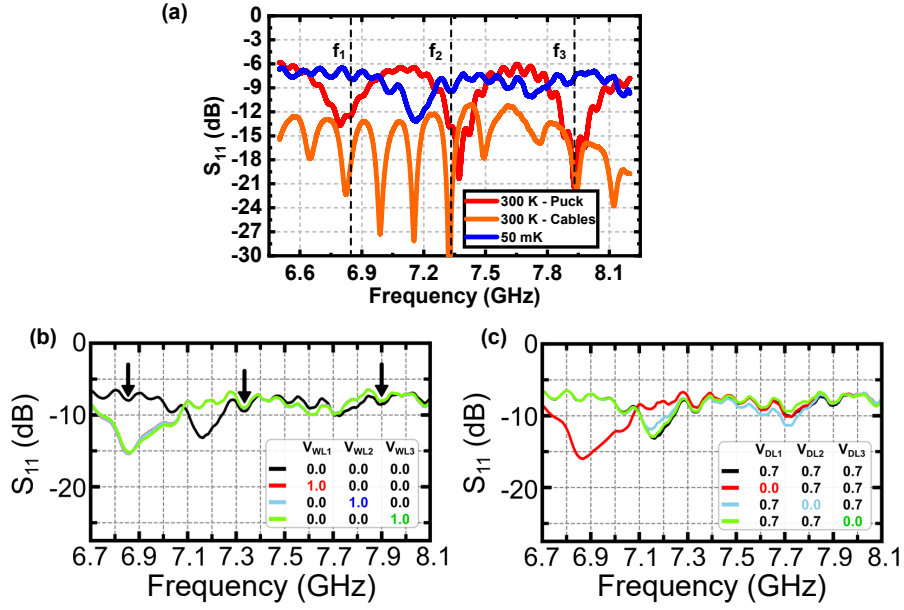 (a)
0
-3
-6
-9
-12
-15
-18
-21
-24
-27
-30
S11 (dB)
f1
f2
f3
300 K - Puck
300 K - Cables
50 mK
6.6 6.9 7.2 7.5 7.8 8.1
Frequency (GHz)
(b)
0
-10
-20
S11 (dB)
VWL1 VWL2 VWL3
0.0 0.0 0.0
1.0 0.0 0.0
0.0 1.0 0.0
0.0 0.0 1.0
6.7 6.9 7.1 7.3 7.5 7.7 7.9 8.1
Frequency (GHz)
(c)
0
-10
-20
S11 (dB)
VDL1 VDL2 VDL3
0.7 0.7 0.7
0.0 0.7 0.7
0.7 0.0 0.7
0.7 0.7 0.0
6.7 6.9 7.1 7.3 7.5 7.7 7.9 8.1
Frequency (GHz)